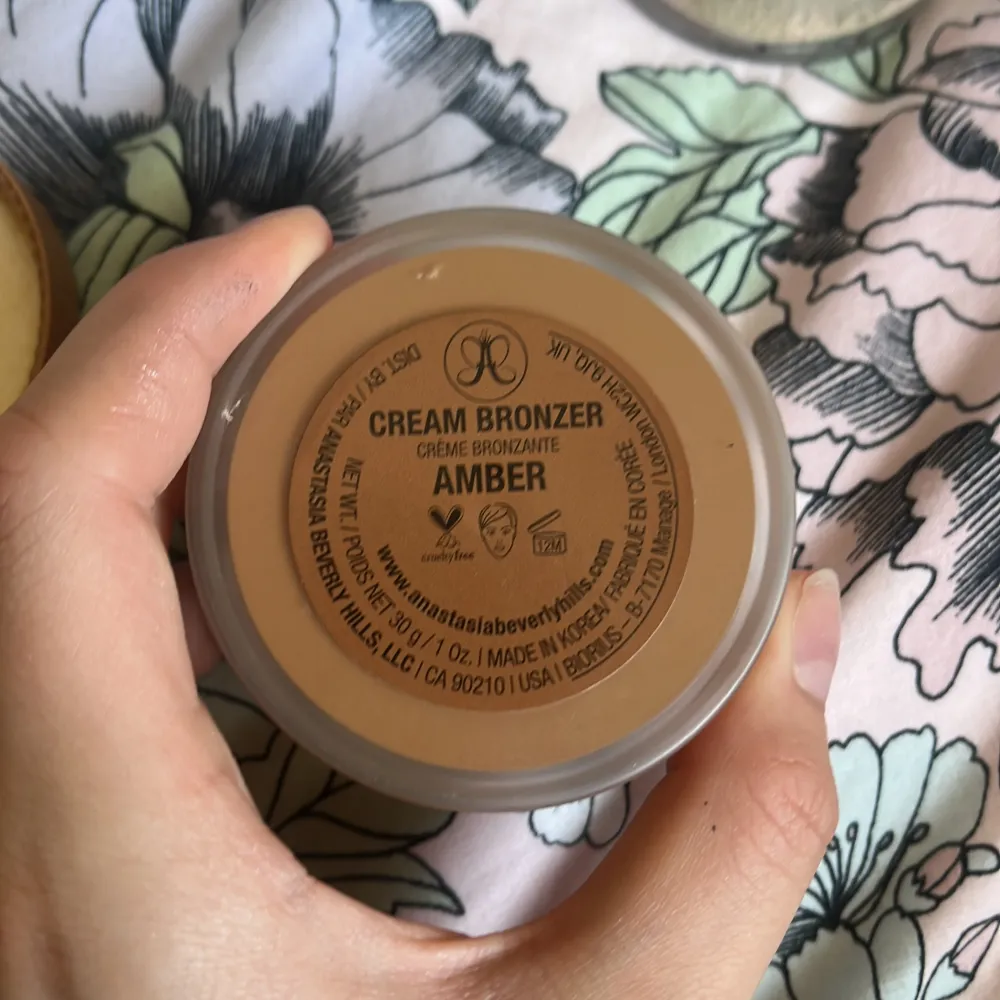 CREAM BRONZER
CRÈME BRONZANTE
AMBER
cruelty free
12M
www.anastasiabeverlyhills.com
NET WT. / POIDS NET 30 g / 1 Oz. | MADE IN KOREA/ FABRIQUÉ EN CORÉE
DIST. BY / PAR ANASTASIA BEVERLY HILLS, LLC | CA 90210 | USA | BIORIUS – B-7170 Manage / London WC2H 9JQ, UK